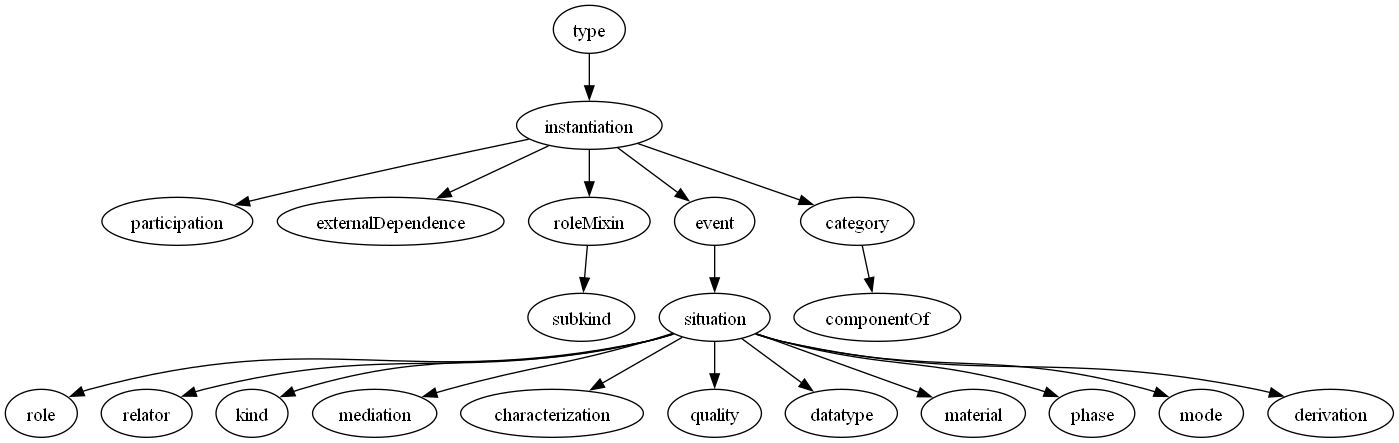 type
instantiation
participation externalDependence roleMixin event category
subkind situation componentOf
role relator kind mediation characterization quality datatype material phase mode derivation